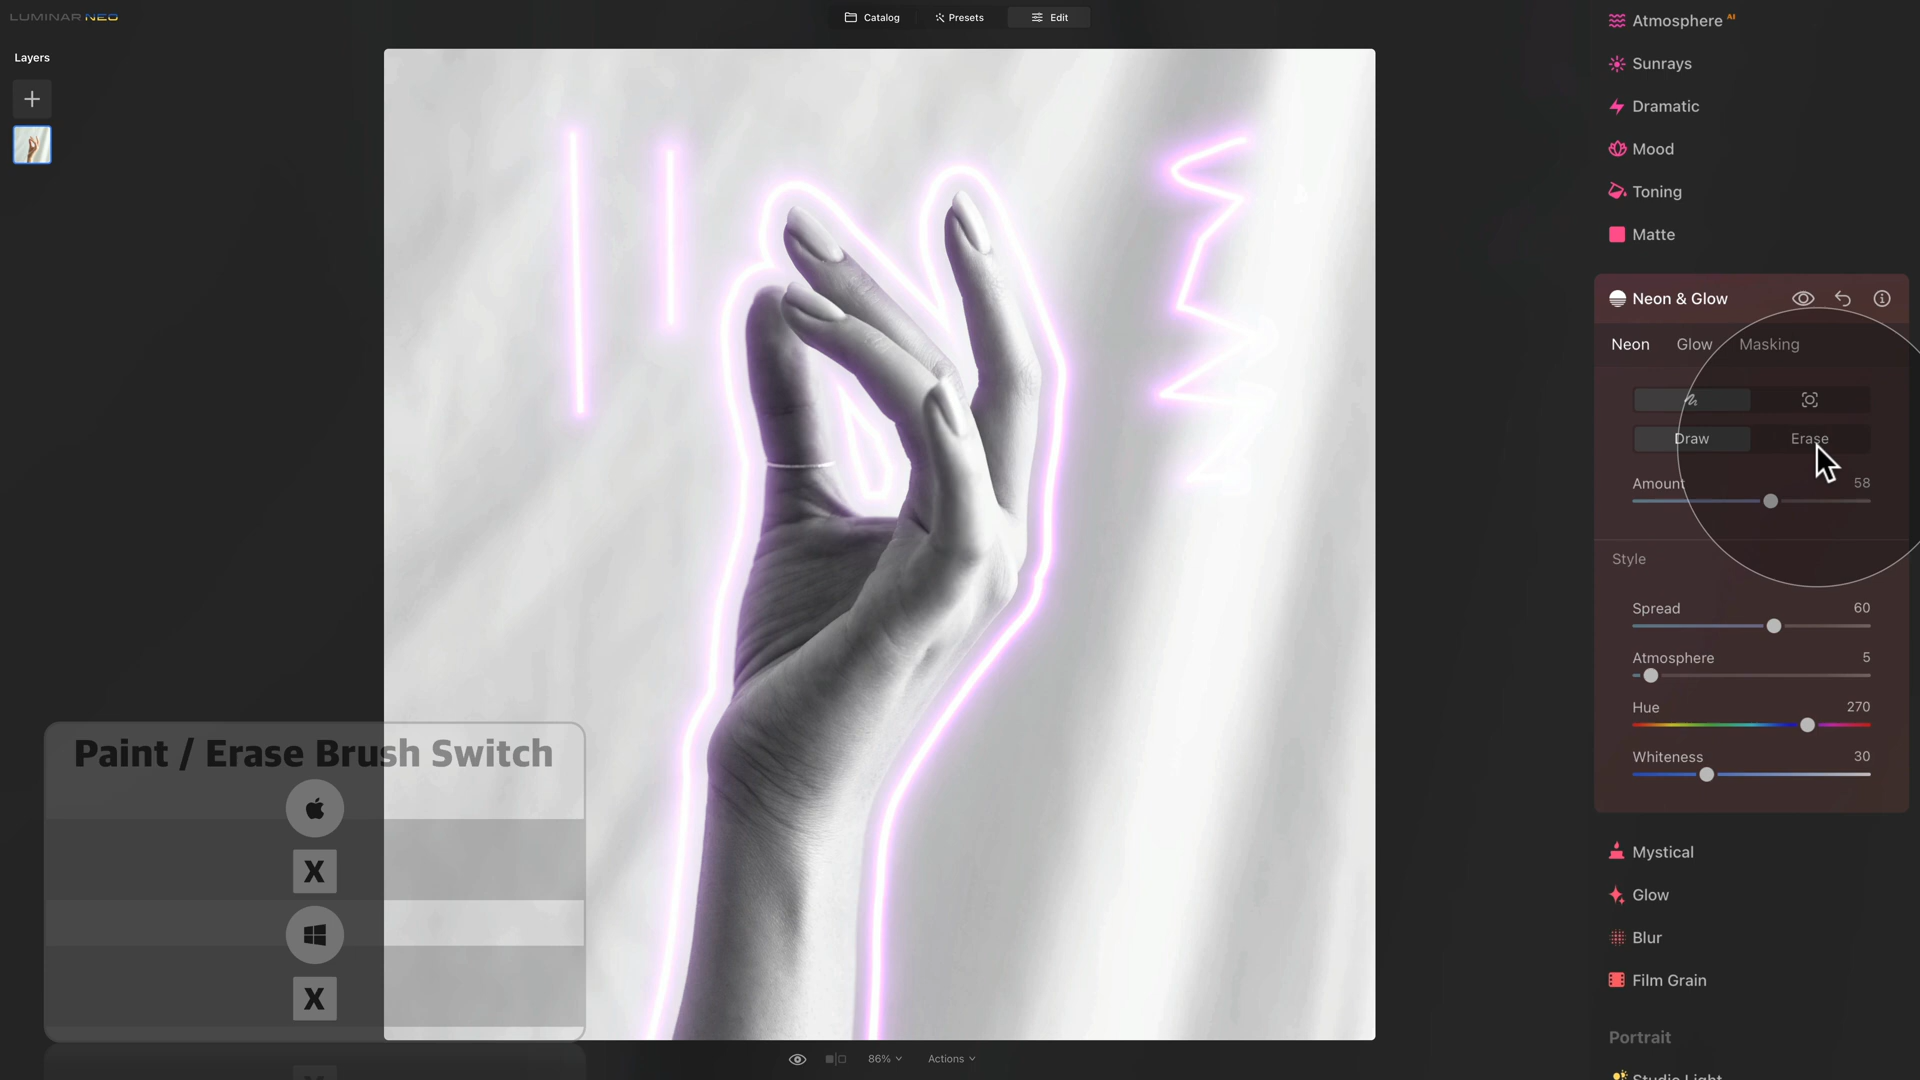 LUMINAR NEO
Catalog
Presets
Edit
Layers
Atmosphere AI
Sunrays
Dramatic
Mood
Toning
Matte
Neon & Glow
Neon Glow Masking
Draw Erase
Amount 58
Style
Spread 60
Atmosphere 5
Hue 270
Whiteness 30
Mystical
Glow
Blur
Film Grain
Portrait
Studio Light
Paint / Erase Brush Switch
X
X
86%
Actions